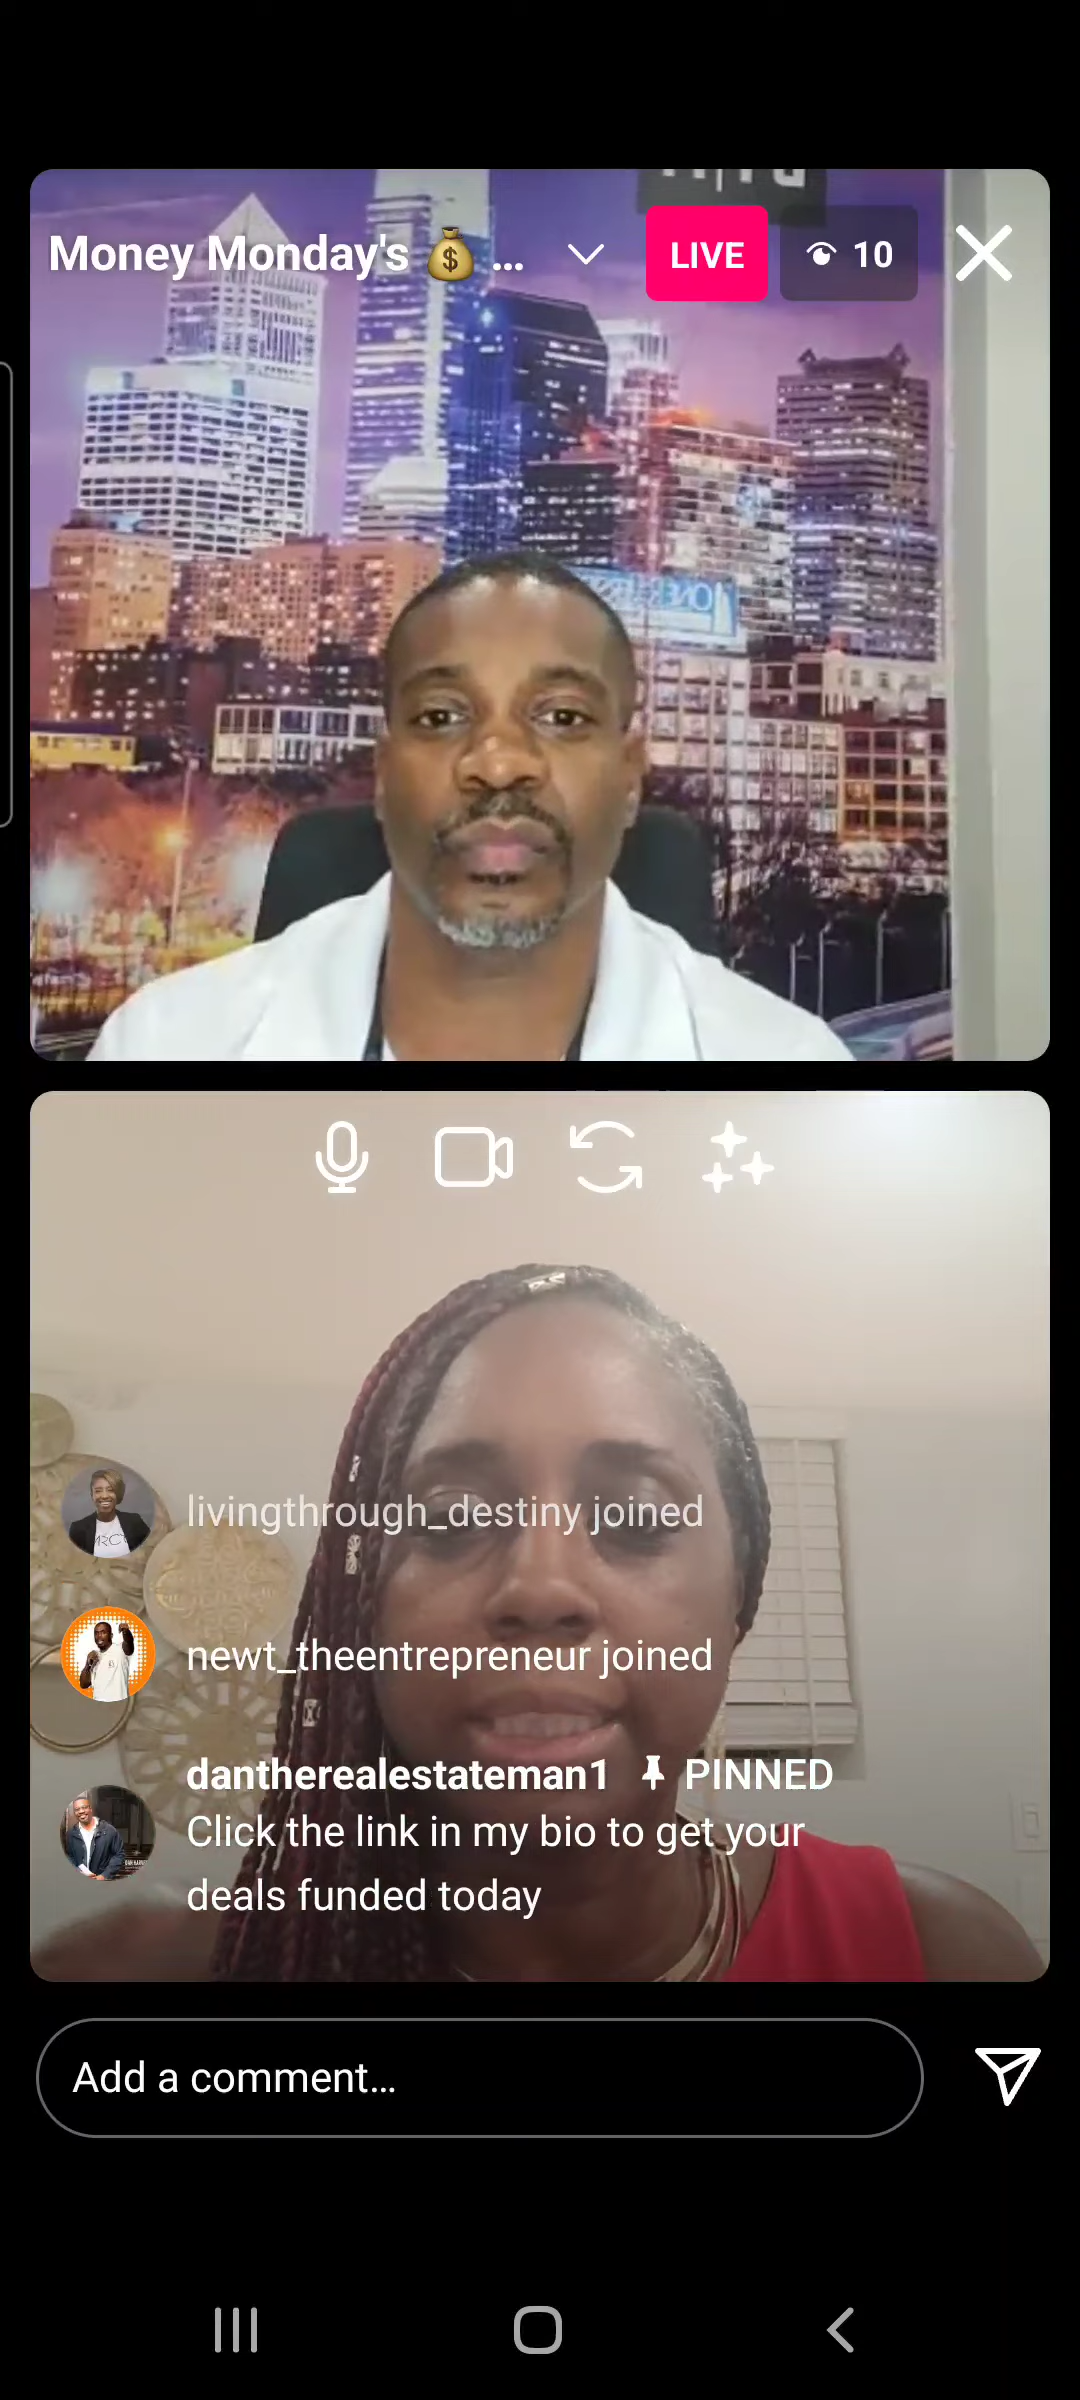 Money Monday's 💰 ...
LIVE
10
livingthrough_destiny joined
newt_theentrepreneur joined
dantherealestateman1 PINNED
Click the link in my bio to get your
deals funded today
Add a comment...